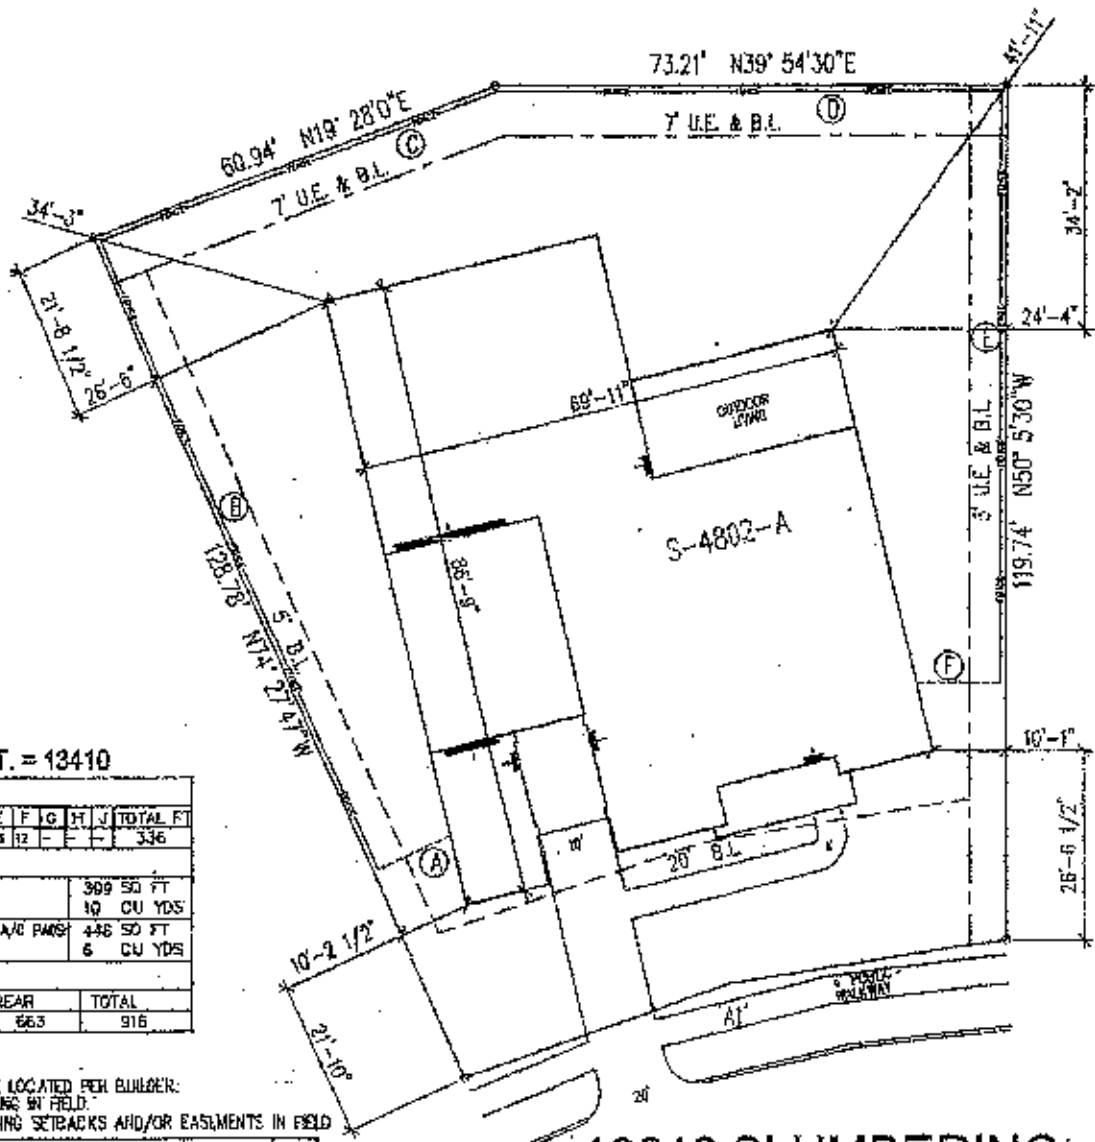 41'-11"
73.21' N39° 54'30"E
D
7' U.E. & B.L.
60.94' N19° 28'0"E
C
7' U.E. & B.L.
34'-3"
34'-2"
21'-8 1/2"
26'-6"
24'-4"
E
69'-11"
OUTDOOR
LIVING
B
S-4802-A
5' U.E. & B.L.
119.74' N50° 5'30"W
128.78' N74° 27'47"W
5' B.L.
86'-9"
F
10'-1"
A
10'
20' B.L.
26'-6 1/2"
10'-2 1/2"
21'-10"
WALKWAY
A1'
20'
T. = 13410
F G H J TOTAL FT
12 - - - 336
309 SQ FT
10 CU YDS
A/C PADS 446 SQ FT
6 CU YDS
REAR TOTAL
663 916
LOCATED PER BUILDER.
IN FIELD.
SETBACKS AND/OR EASEMENTS IN FIELD